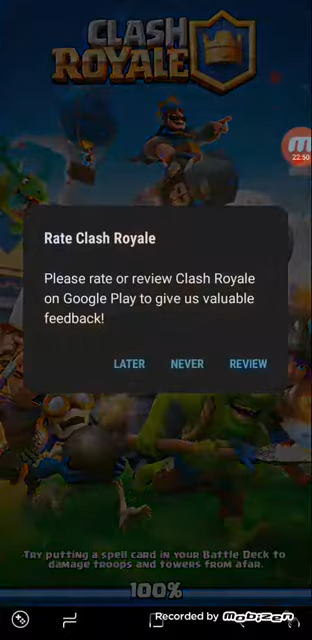 CLASH
ROYALE
22:50
Rate Clash Royale
Please rate or review Clash Royale
on Google Play to give us valuable
feedback!
LATER NEVER REVIEW
Try putting a spell card in your Battle Deck to
damage troops and towers from afar.
100%
Recorded by mobizen